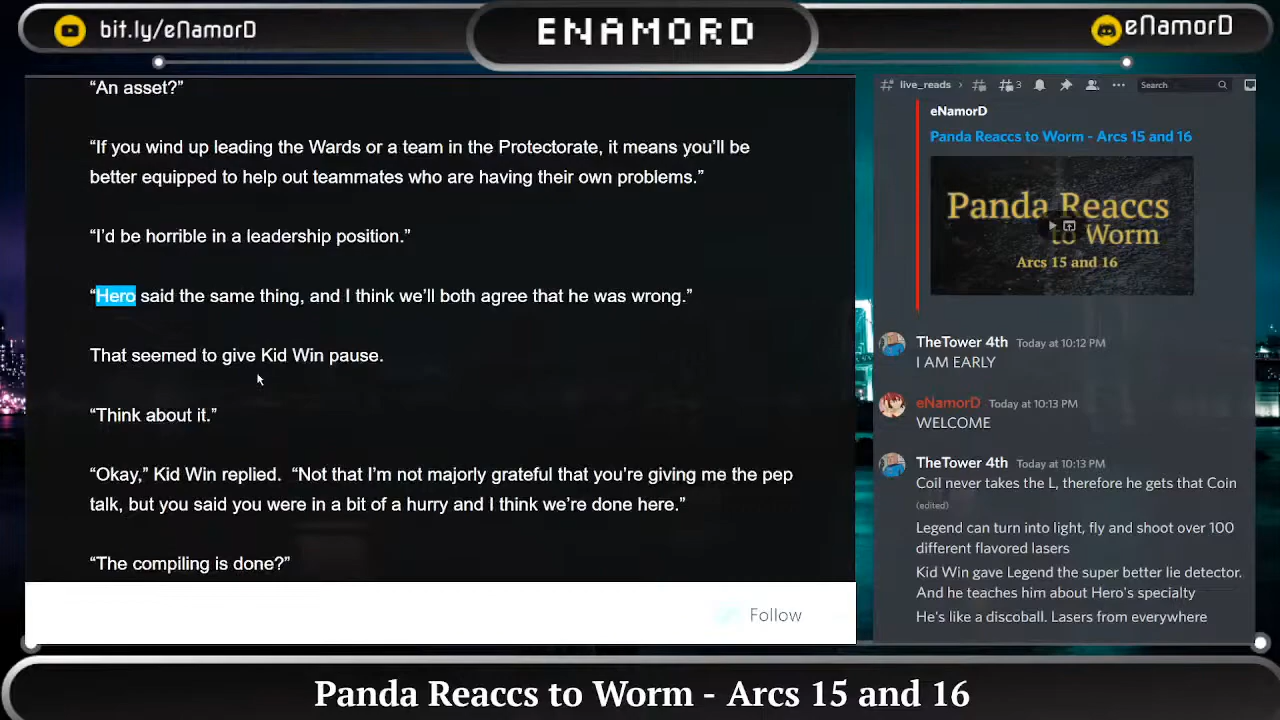 bit.ly/eNamorD
ENAMORD
eNamorD
“An asset?”
“If you wind up leading the Wards or a team in the Protectorate, it means you’ll be
better equipped to help out teammates who are having their own problems.”
“I’d be horrible in a leadership position.”
“Hero said the same thing, and I think we’ll both agree that he was wrong.”
That seemed to give Kid Win pause.
“Think about it.”
“Okay,” Kid Win replied.  “Not that I’m not majorly grateful that you’re giving me the pep
talk, but you said you were in a bit of a hurry and I think we’re done here.”
“The compiling is done?”
Follow
live_reads
3
Search
eNamorD
Panda Reaccs to Worm - Arcs 15 and 16
Panda Reaccs
to Worm
Arcs 15 and 16
TheTower 4th Today at 10:12 PM
I AM EARLY
eNamorD Today at 10:13 PM
WELCOME
TheTower 4th Today at 10:13 PM
Coil never takes the L, therefore he gets that Coin
(edited)
Legend can turn into light, fly and shoot over 100
different flavored lasers
Kid Win gave Legend the super better lie detector.
And he teaches him about Hero's specialty
He's like a discoball. Lasers from everywhere
Panda Reaccs to Worm - Arcs 15 and 16